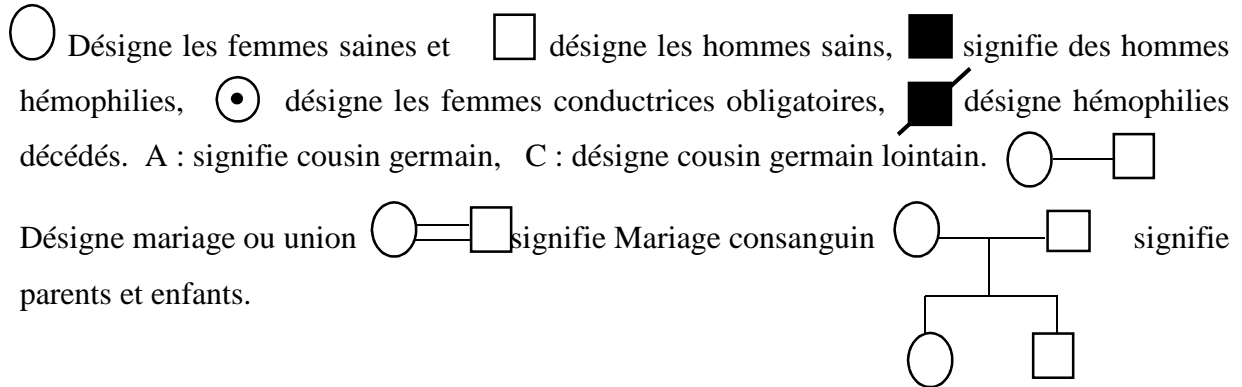 Désigne les femmes saines et désigne les hommes sains, signifie des hommes
hémophilies, désigne les femmes conductrices obligatoires, désigne hémophilies
décédés. A : signifie cousin germain, C : désigne cousin germain lointain.
Désigne mariage ou union signifie Mariage consanguin signifie
parents et enfants.